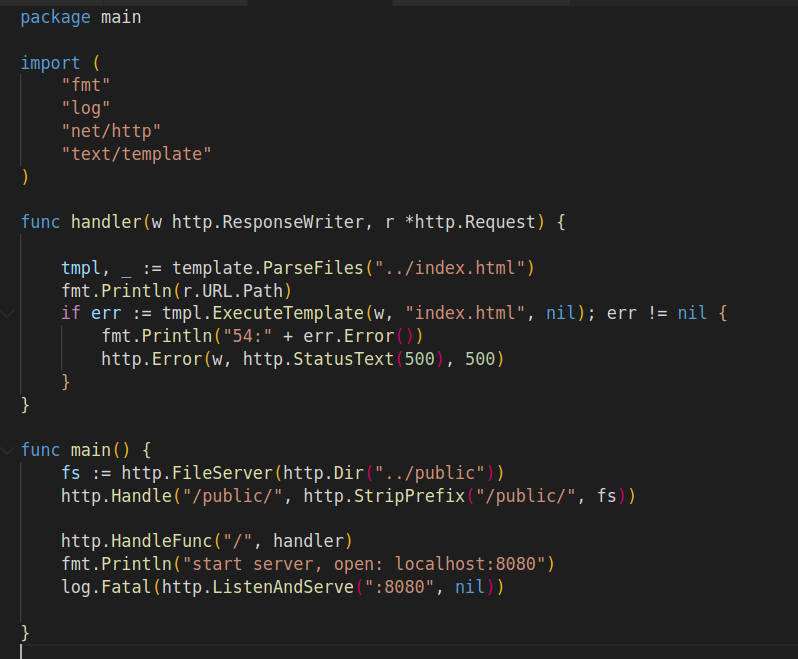 package main
import (
"fmt"
"log"
"net/http"
"text/template"
)
func handler(w http.ResponseWriter, r *http.Request) {
tmpl, _ := template.ParseFiles("../index.html")
fmt.Println(r.URL.Path)
if err := tmpl.ExecuteTemplate(w, "index.html", nil); err != nil {
fmt.Println("54:" + err.Error())
http.Error(w, http.StatusText(500), 500)
}
}
func main() {
fs := http.FileServer(http.Dir("../public"))
http.Handle("/public/", http.StripPrefix("/public/", fs))
http.HandleFunc("/", handler)
fmt.Println("start server, open: localhost:8080")
log.Fatal(http.ListenAndServe(":8080", nil))
}